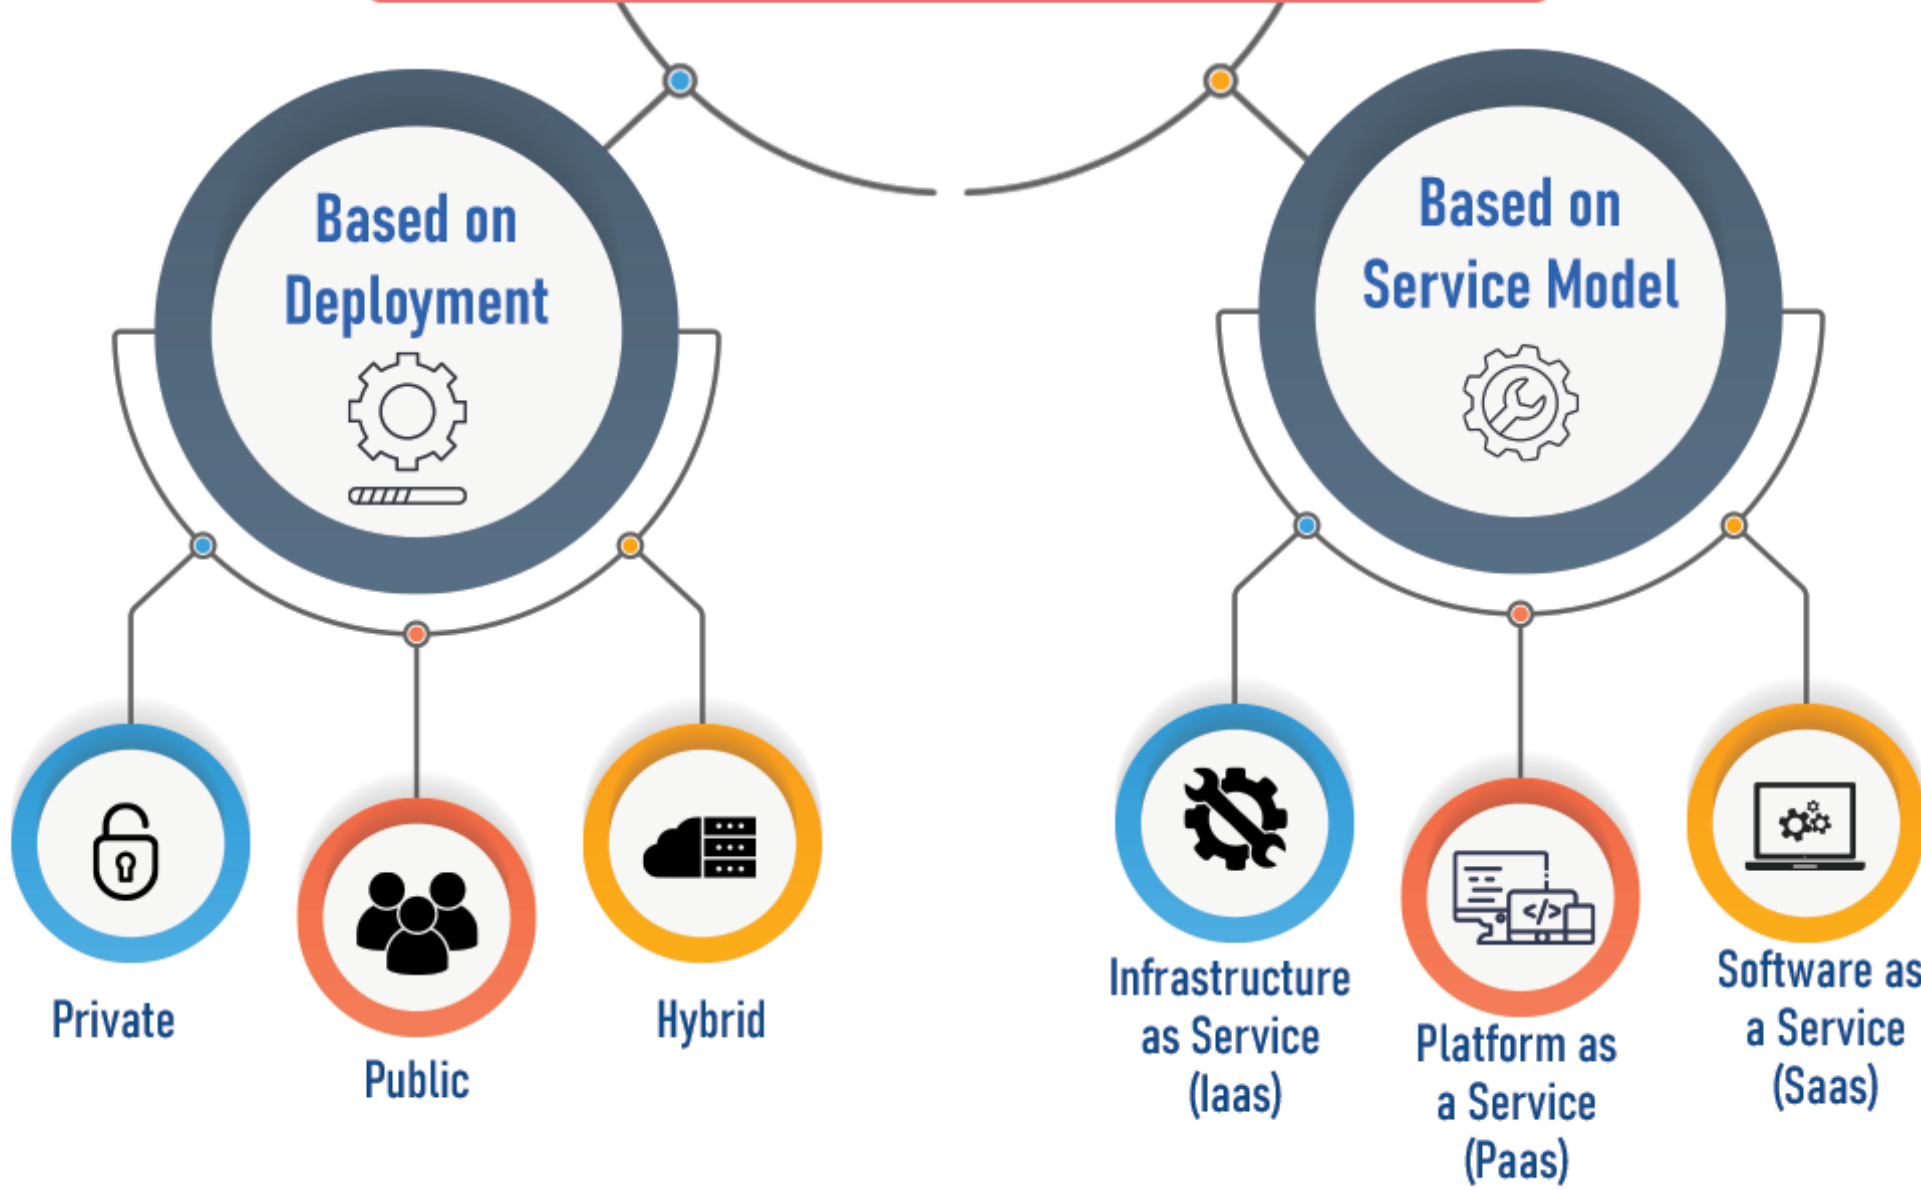 Based on
Deployment
Based on
Service Model
Private
Public
Hybrid
Infrastructure
as Service
(Iaas)
</>
Platform as
a Service
(Paas)
Software as
a Service
(Saas)